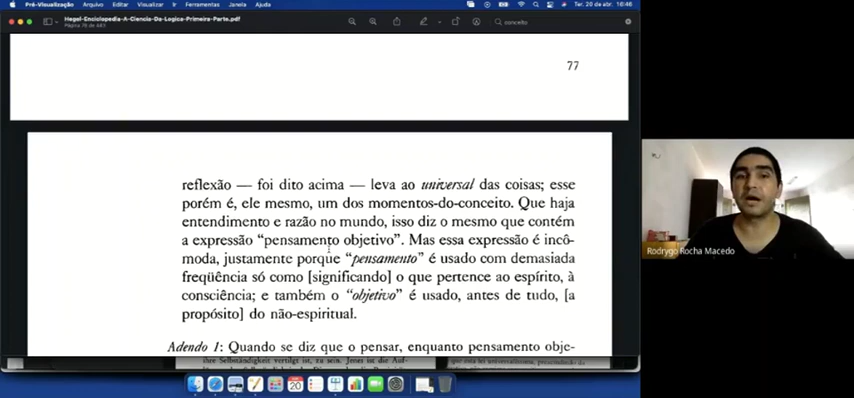 Pré-Visualização Arquivo Editar Visualizar Ir Ferramentas Janela Ajuda
Ter. 20 de abr. 16:46
Hegel-Enciclopedia-A-Ciencia-Da-Logica-Primeira-Parte.pdf
conceito
77
reflexão — foi dito acima — leva ao universal das coisas; esse
porém é, ele mesmo, um dos momentos-do-conceito. Que haja
entendimento e razão no mundo, isso diz o mesmo que contém
a expressão “pensamento objetivo”. Mas essa expressão é incô-
moda, justamente porque “pensamento” é usado com demasiada
freqüência só como [significando] o que pertence ao espírito, à
consciência; e também o “objetivo” é usado, antes de tudo, [a
propósito] do não-espiritual.
Adendo 1: Quando se diz que o pensar, enquanto pensamento obje-
Rodrygo Rocha Macedo
20